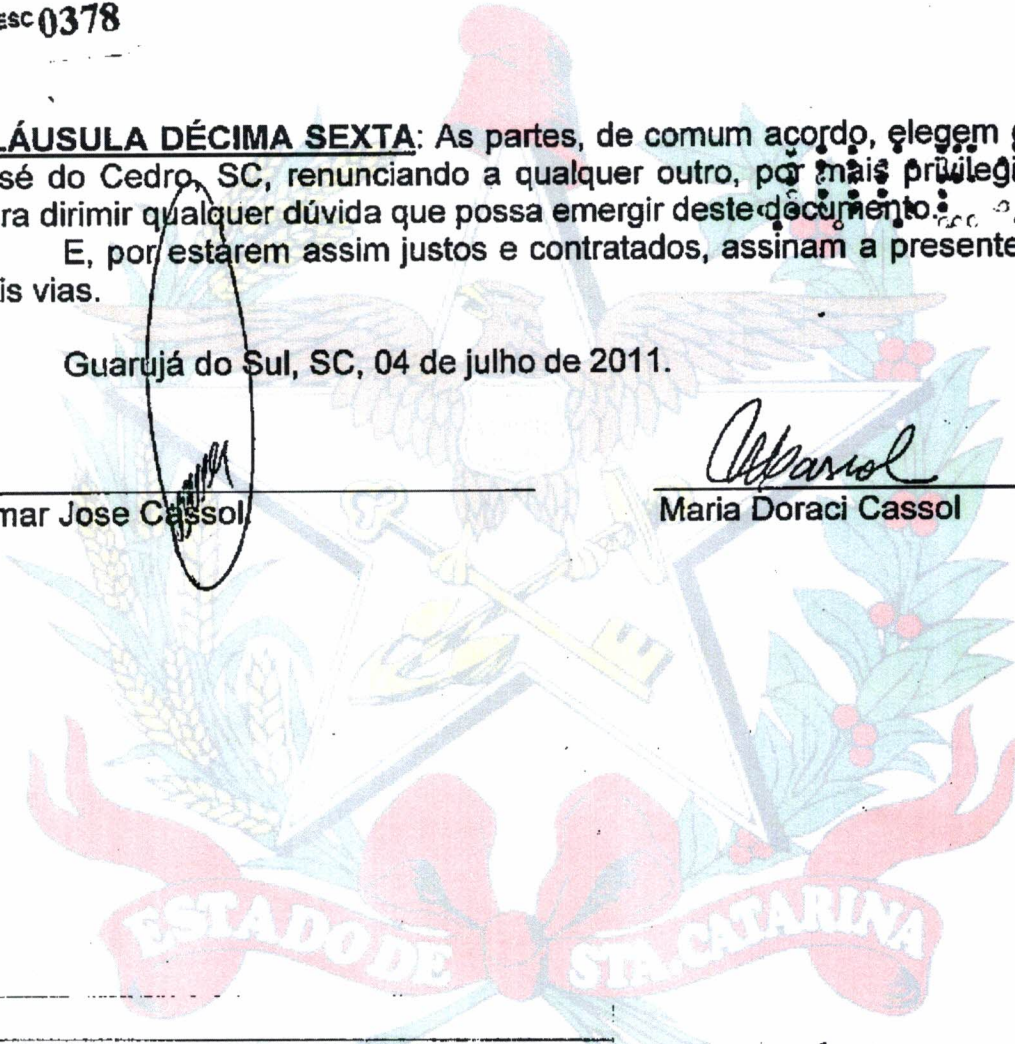 ESC 0378
LÁUSULA DÉCIMA SEXTA: As partes, de comum acordo, elegem
sé do Cedro, SC, renunciando a qualquer outro, por mais privilegi
ra dirimir qualquer dúvida que possa emergir deste documento.
E, por estarem assim justos e contratados, assinam a presente
is vias.
Guarujá do Sul, SC, 04 de julho de 2011.
mar Jose Cassol
Maria Doraci Cassol
ESTADO DE STA. CATARINA